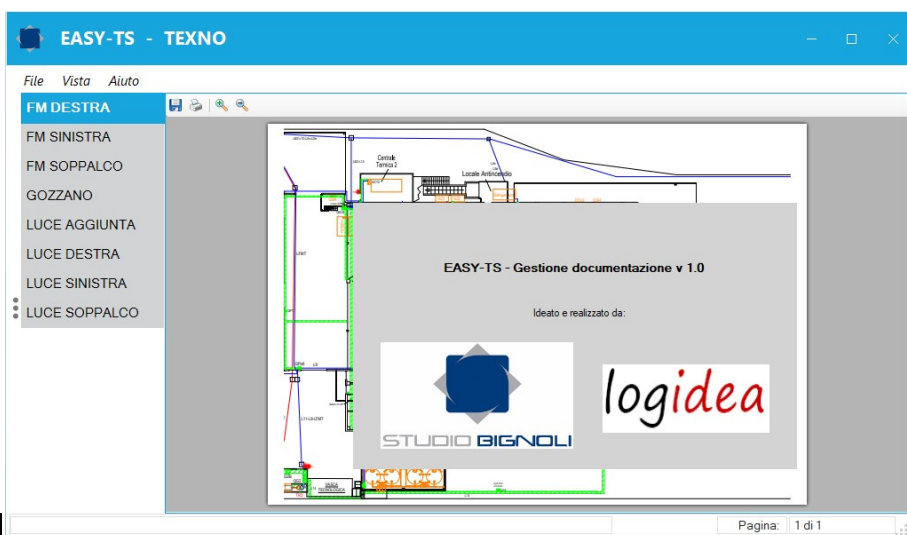 EASY-TS - TEXNO
File Vista Aiuto
FM DESTRA
FM SINISTRA
FM SOPPALCO
GOZZANO
LUCE AGGIUNTA
LUCE DESTRA
LUCE SINISTRA
LUCE SOPPALCO
Centrale
Termica 2
Locale Antincendio
EASY-TS - Gestione documentazione v 1.0
Ideato e realizzato da:
STUDIO BIGNOLI
logidea
VASCA
TECNOLOGICA
Pagina: 1 di 1